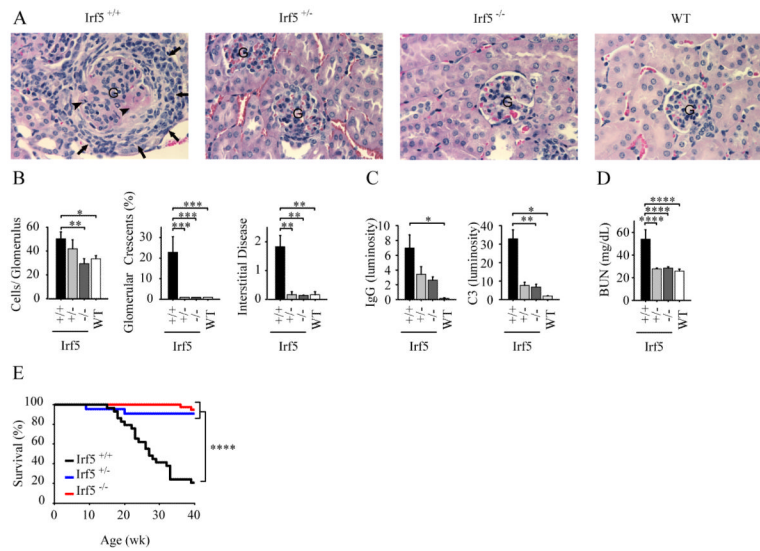 A
Irf5 +/+
Irf5 +/-
Irf5 -/-
WT
G
G
G
G
G
B
Cells/ Glomerulus
60
40
20
0
*
**
+/+
+/-
-/-
WT
Irf5
Glomerular Crescents (%)
30
20
10
0
***
***
***
+/+
+/-
-/-
WT
Irf5
Interstitial Disease
2
1
0
**
**
**
+/+
+/-
-/-
WT
Irf5
C
IgG (luminosity)
10
8
6
4
2
0
*
+/+
+/-
-/-
WT
Irf5
C3 (luminosity)
40
30
20
10
0
*
**
+/+
+/-
-/-
WT
Irf5
D
BUN (mg/dL)
80
60
40
20
0
****
****
****
+/+
+/-
-/-
WT
Irf5
E
Survival (%)
100
80
60
40
20
0
Irf5 +/+
Irf5 +/-
Irf5 -/-
****
0 10 20 30 40
Age (wk)